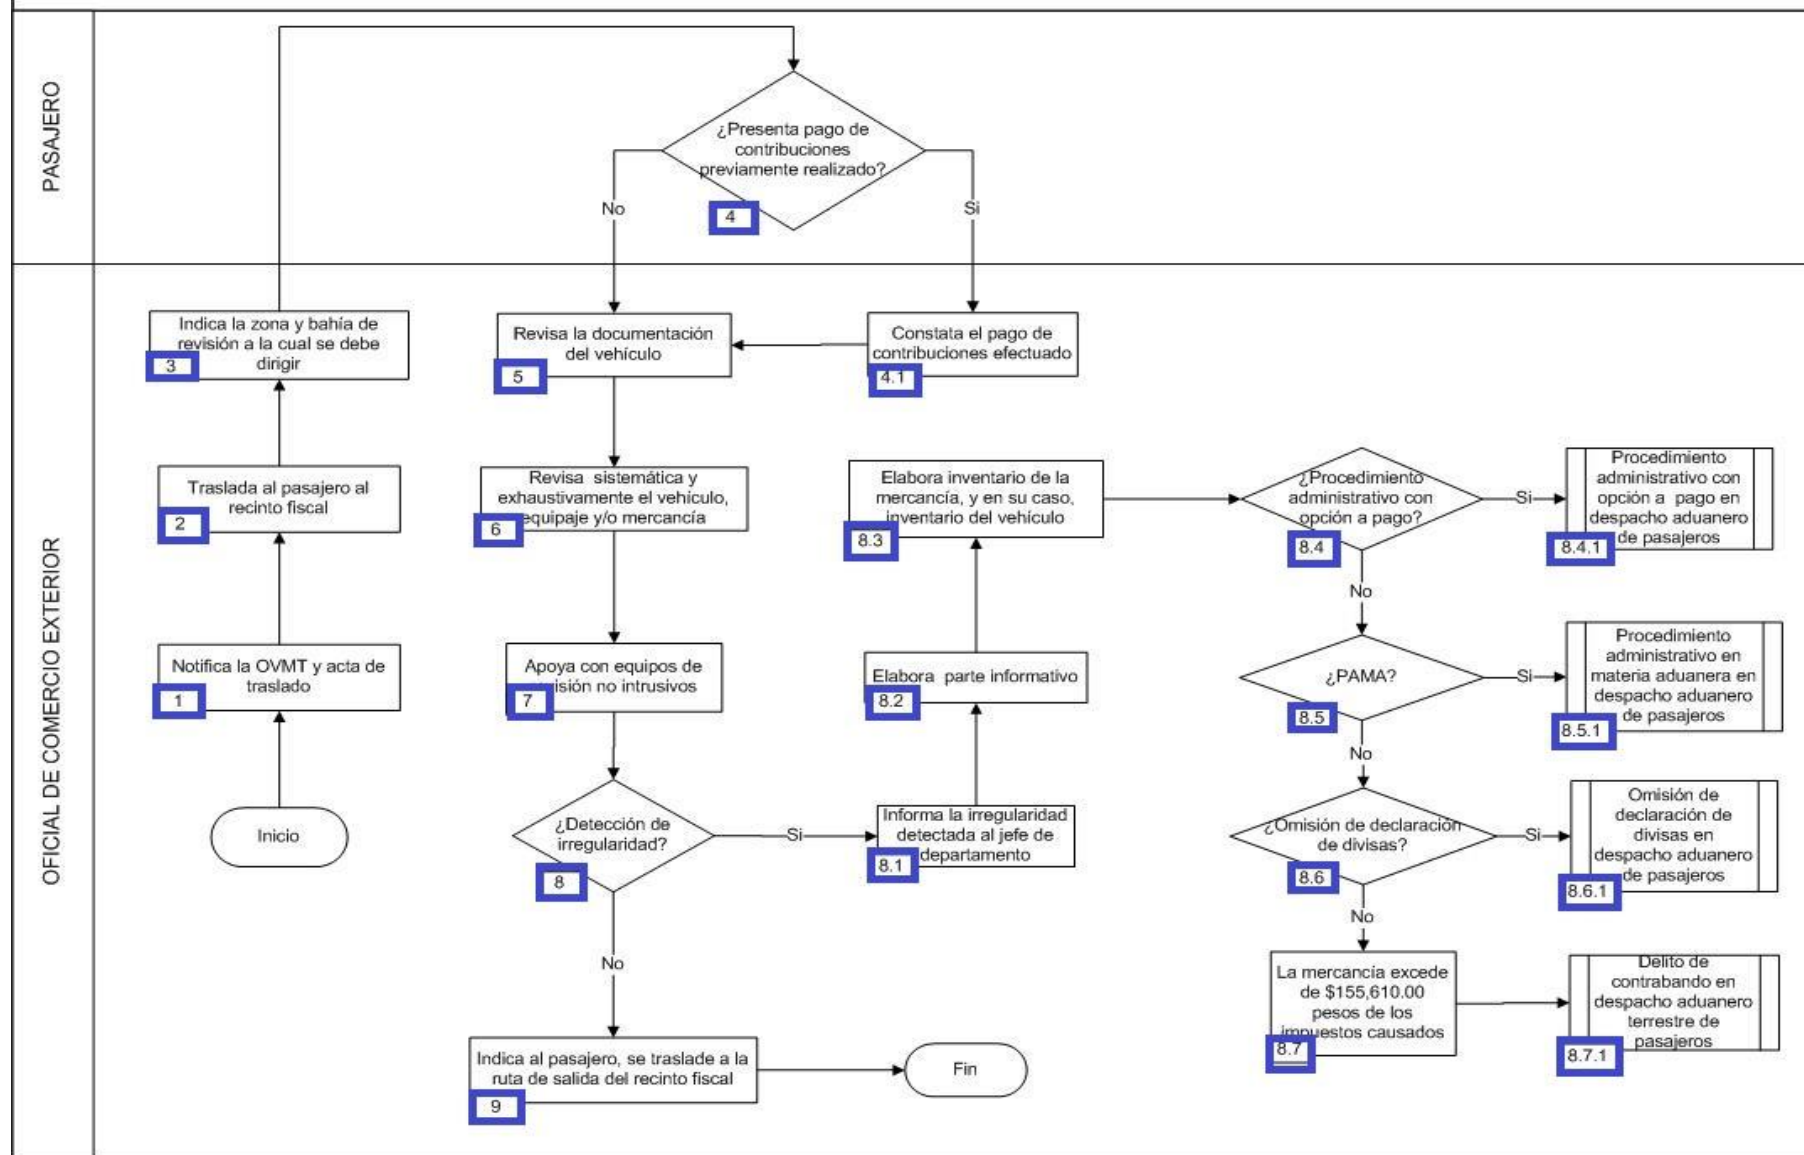 PASAJERO
¿Presenta pago de
contribuciones
previamente realizado?
4
No
Si
OFICIAL DE COMERCIO EXTERIOR
Indica la zona y bahía de
revisión a la cual se debe
dirigir
3
Revisa la documentación
del vehículo
5
Constata el pago de
contribuciones efectuado
4.1
Traslada al pasajero al
recinto fiscal
2
Revisa sistemática y
exhaustivamente el vehículo,
equipaje y/o mercancía
6
Elabora inventario de la
mercancía, y en su caso,
inventario del vehículo
8.3
¿Procedimiento
administrativo con
opción a pago?
8.4
Si
Procedimiento
administrativo con
opción a pago en
despacho aduanero
de pasajeros
8.4.1
No
Notifica la OVMT y acta de
traslado
1
Apoya con equipos de
revisión no intrusivos
7
Elabora parte informativo
8.2
¿PAMA?
8.5
Si
Procedimiento
administrativo en
materia aduanera en
despacho aduanero
de pasajeros
8.5.1
No
Inicio
¿Detección de
irregularidad?
8
Si
Informa la irregularidad
detectada al jefe de
departamento
8.1
¿Omisión de declaración
de divisas?
8.6
Si
Omisión de
declaración de
divisas en
despacho aduanero
de pasajeros
8.6.1
No
No
La mercancía excede
de $155,610.00
pesos de los
impuestos causados
8.7
Delito de
contrabando en
despacho aduanero
terrestre de
pasajeros
8.7.1
Indica al pasajero, se traslade a la
ruta de salida del recinto fiscal
9
Fin